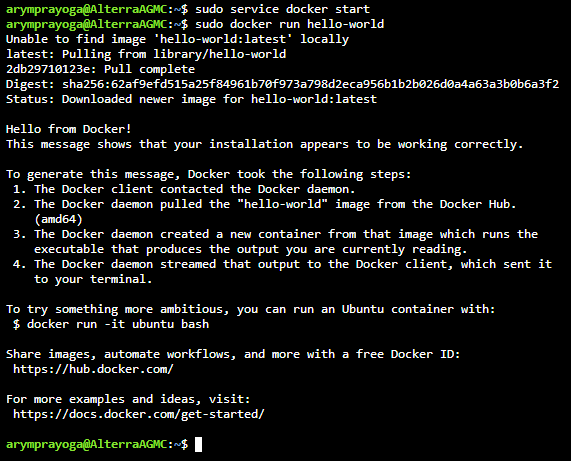 arymprayoga@AlterraAGMC:~$ sudo service docker start
arymprayoga@AlterraAGMC:~$ sudo docker run hello-world
Unable to find image 'hello-world:latest' locally
latest: Pulling from library/hello-world
2db29710123e: Pull complete
Digest: sha256:62af9efd515a25f84961b70f973a798d2eca956b1b2b026d0a4a63a3b0b6a3f2
Status: Downloaded newer image for hello-world:latest

Hello from Docker!
This message shows that your installation appears to be working correctly.

To generate this message, Docker took the following steps:
 1. The Docker client contacted the Docker daemon.
 2. The Docker daemon pulled the "hello-world" image from the Docker Hub.
    (amd64)
 3. The Docker daemon created a new container from that image which runs the
    executable that produces the output you are currently reading.
 4. The Docker daemon streamed that output to the Docker client, which sent it
    to your terminal.

To try something more ambitious, you can run an Ubuntu container with:
 $ docker run -it ubuntu bash

Share images, automate workflows, and more with a free Docker ID:
 https://hub.docker.com/

For more examples and ideas, visit:
 https://docs.docker.com/get-started/

arymprayoga@AlterraAGMC:~$